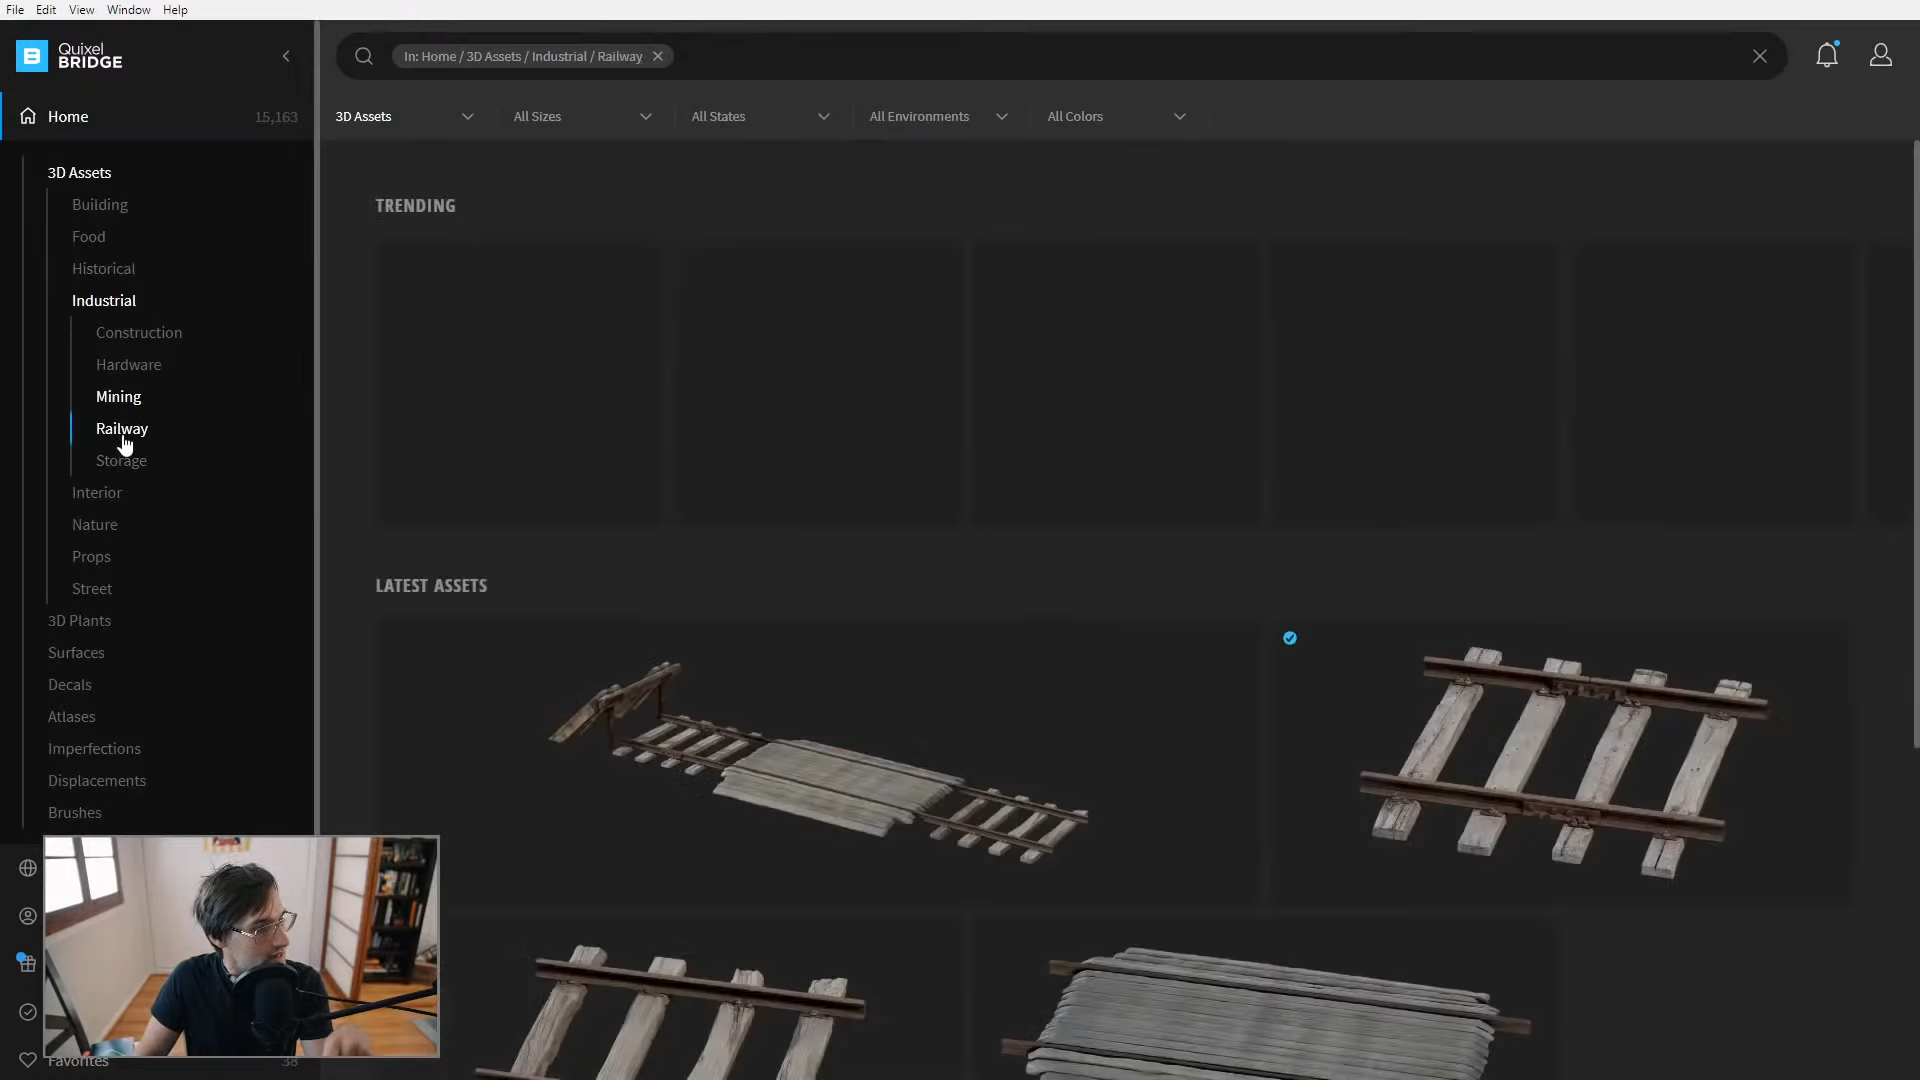 File Edit View Window Help
Quixel
BRIDGE
In: Home / 3D Assets / Industrial / Railway
Home 15,163
3D Assets All Sizes All States All Environments All Colors
3D Assets
Building
Food
Historical
Industrial
Construction
Hardware
Mining
Railway
Storage
Interior
Nature
Props
Street
3D Plants
Surfaces
Decals
Atlases
Imperfections
Displacements
Brushes
Favorites 38
TRENDING
LATEST ASSETS